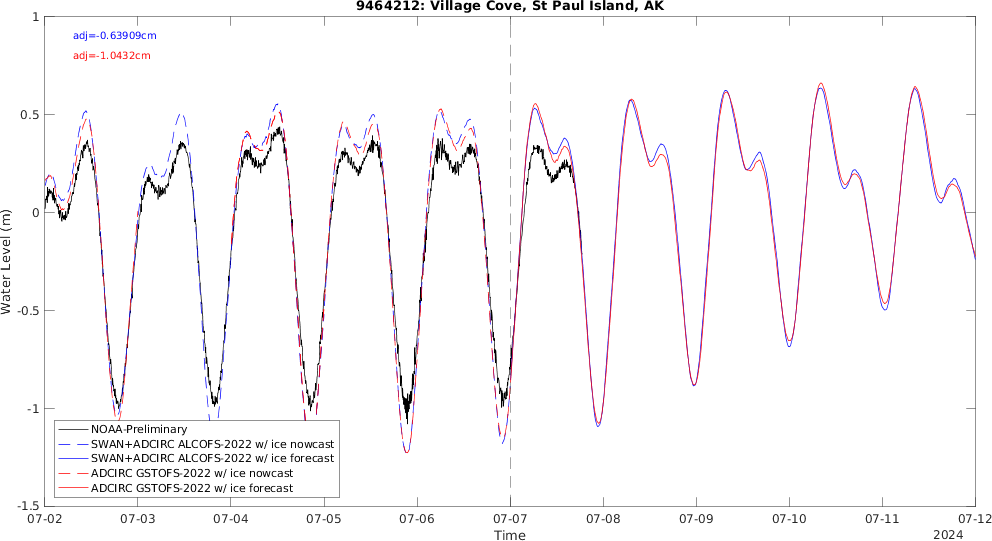 9464212: Village Cove, St Paul Island, AK
adj=-0.63909cm
adj=-1.0432cm
Water Level (m)
1
0.5
0
-0.5
-1
-1.5
NOAA-Preliminary
SWAN+ADCIRC ALCOFS-2022 w/ ice nowcast
SWAN+ADCIRC ALCOFS-2022 w/ ice forecast
ADCIRC GSTOFS-2022 w/ ice nowcast
ADCIRC GSTOFS-2022 w/ ice forecast
07-02 07-03 07-04 07-05 07-06 07-07 07-08 07-09 07-10 07-11 07-12
Time
2024